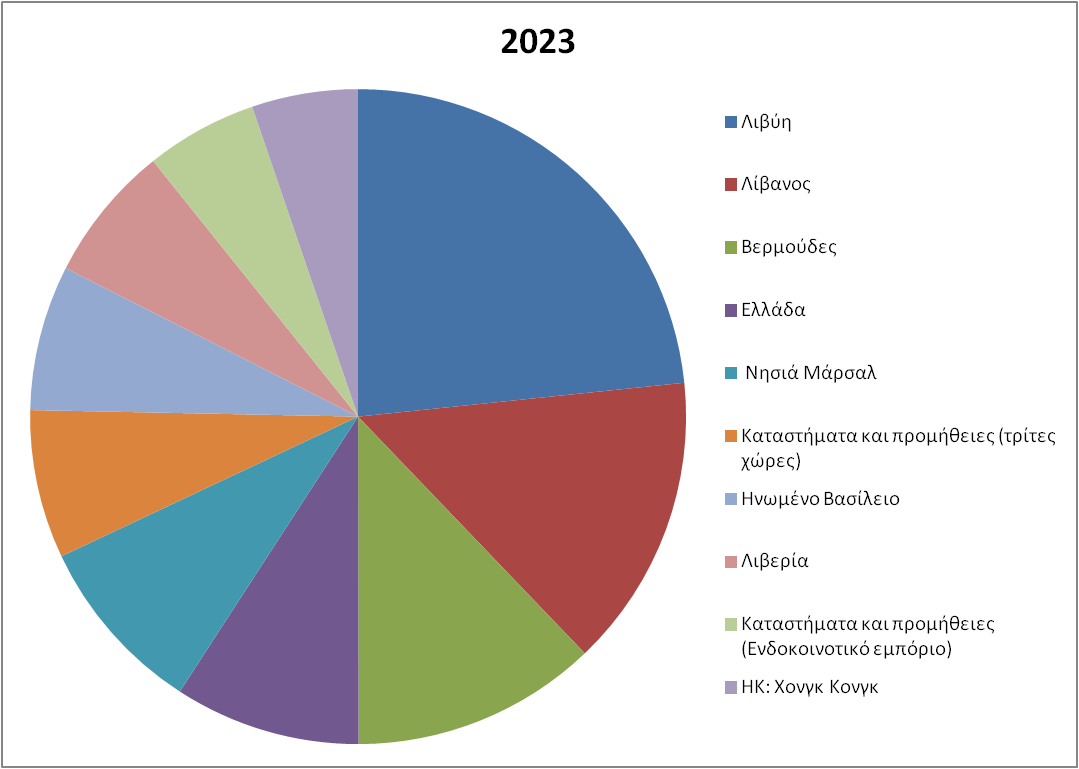 2023
Λιβύη
Λίβανος
Βερμούδες
Ελλάδα
Νησιά Μάρσαλ
Καταστήματα και προμήθειες (τρίτες
χώρες)
Ηνωμένο Βασίλειο
Λιβερία
Καταστήματα και προμήθειες
(Ενδοκοινοτικό εμπόριο)
HK: Χονγκ Κονγκ